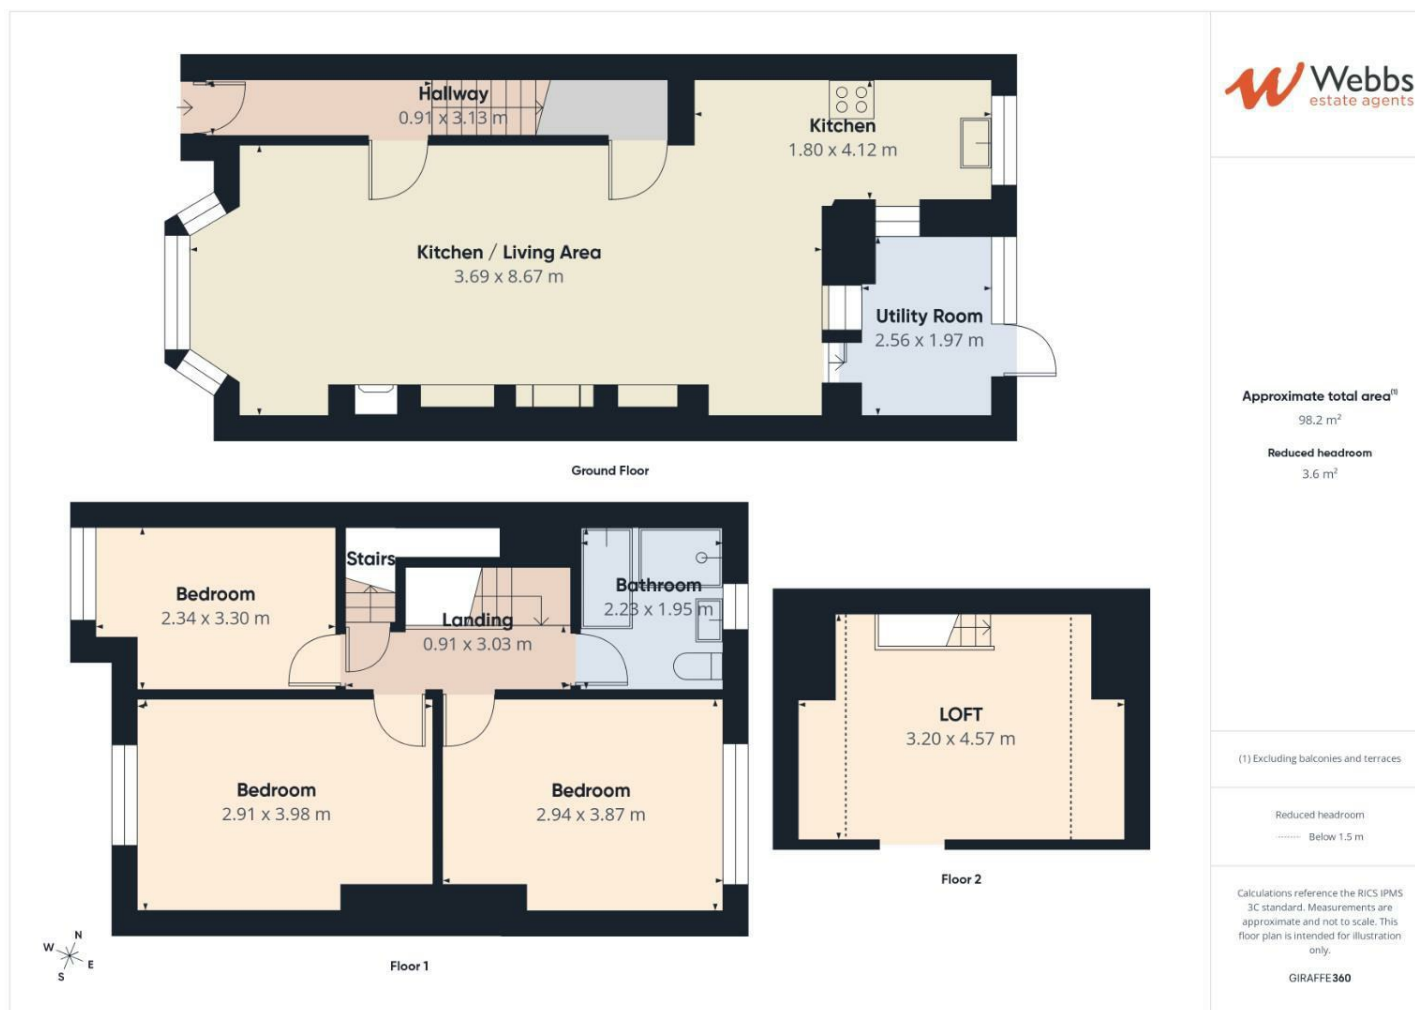 Webbs
estate agents
Hallway
0.91 x 3.13 m
Kitchen
1.80 x 4.12 m
Kitchen / Living Area
3.69 x 8.67 m
Utility Room
2.56 x 1.97 m
Ground Floor
Approximate total area(1)
98.2 m²
Reduced headroom
3.6 m²
Stairs
Bedroom
2.34 x 3.30 m
Landing
0.91 x 3.03 m
Bathroom
2.23 x 1.95 m
Bedroom
2.91 x 3.98 m
Bedroom
2.94 x 3.87 m
Floor 1
LOFT
3.20 x 4.57 m
Floor 2
N
W
E
S
(1) Excluding balconies and terraces
Reduced headroom
Below 1.5 m
Calculations reference the RICS IPMS
3C standard. Measurements are
approximate and not to scale. This
floor plan is intended for illustration
only.
GIRAFFE360